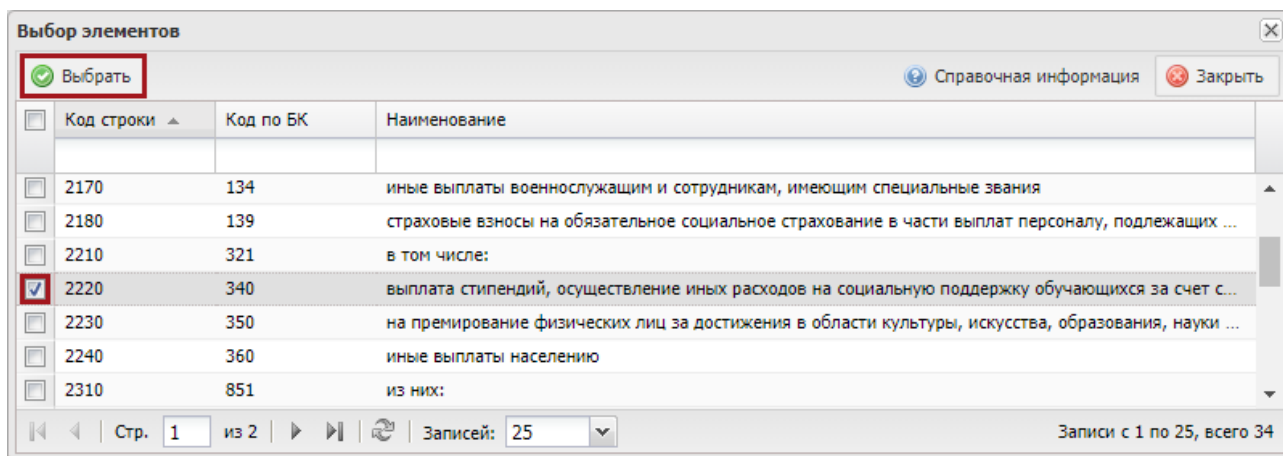 Выбор элементов
Выбрать Справочная информация Закрыть
Код строки Код по БК Наименование
2170 134 иные выплаты военнослужащим и сотрудникам, имеющим специальные звания
2180 139 страховые взносы на обязательное социальное страхование в части выплат персоналу, подлежащих ...
2210 321 в том числе:
2220 340 выплата стипендий, осуществление иных расходов на социальную поддержку обучающихся за счет с...
2230 350 на премирование физических лиц за достижения в области культуры, искусства, образования, науки ...
2240 360 иные выплаты населению
2310 851 из них:
Стр. 1 из 2 Записей: 25 Записи с 1 по 25, всего 34